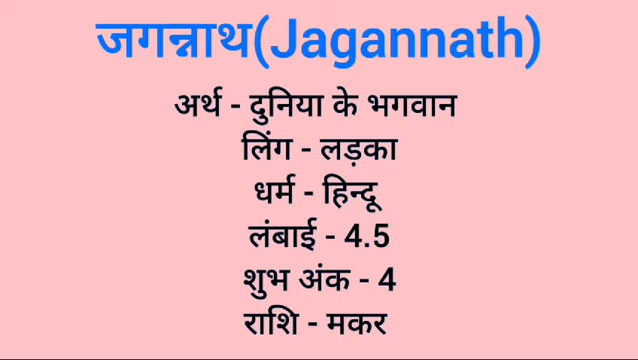 जगन्नाथ(Jagannath)
अर्थ - दुनिया के भगवान
लिंग - लड़का
धर्म - हिन्दू
लंबाई - 4.5
शुभ अंक - 4
राशि - मकर